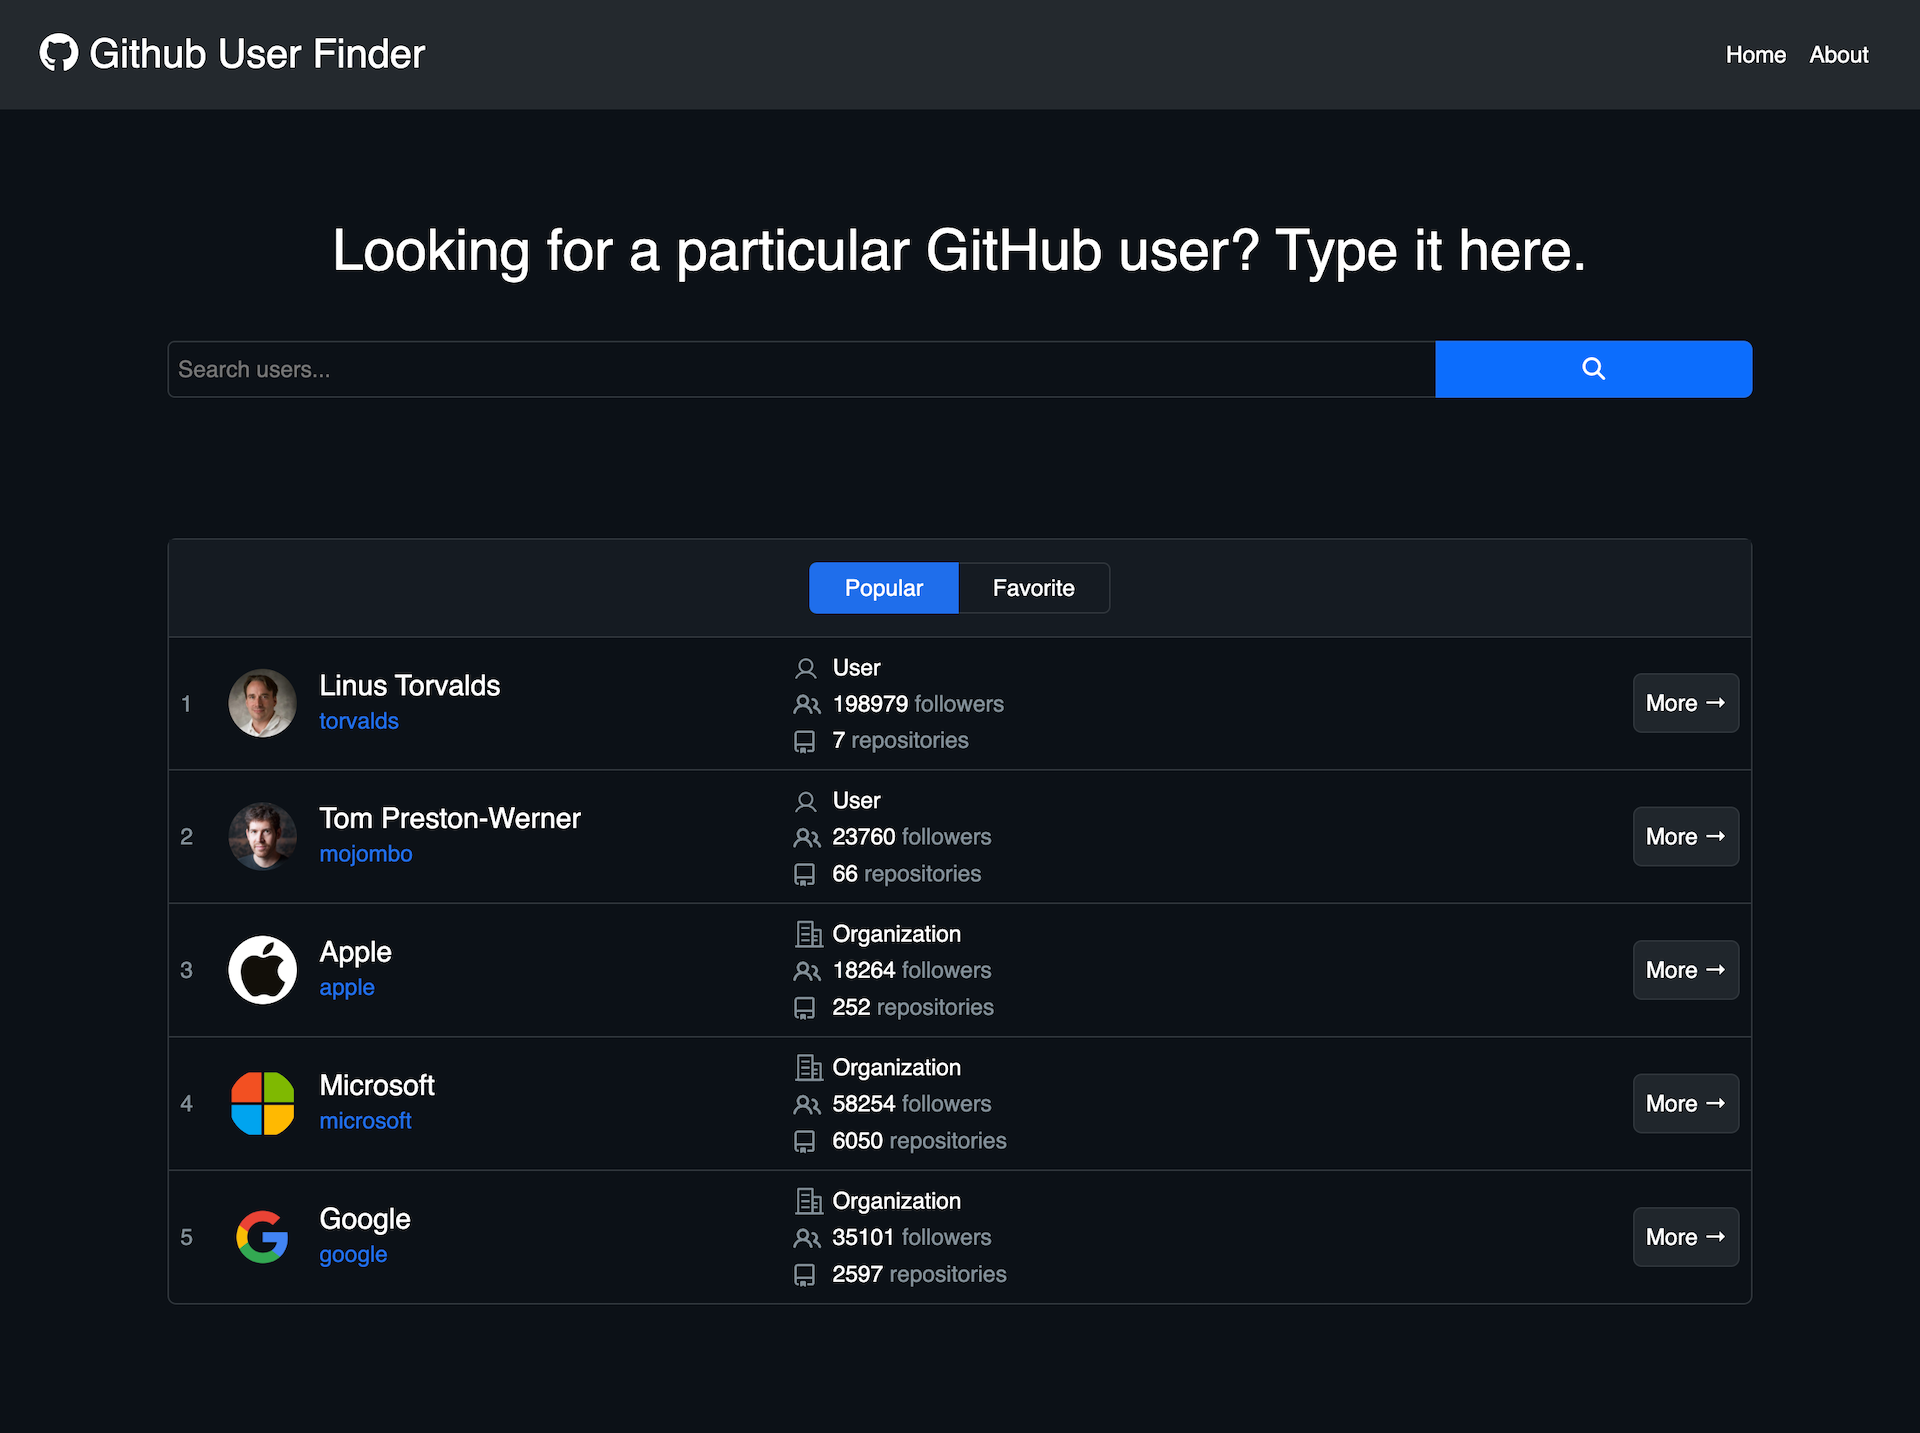 Github User Finder
Home About
Looking for a particular GitHub user? Type it here.
Search users...
Popular Favorite
1
Linus Torvalds
torvalds
User
198979 followers
7 repositories
More →
2
Tom Preston-Werner
mojombo
User
23760 followers
66 repositories
More →
3
Apple
apple
Organization
18264 followers
252 repositories
More →
4
Microsoft
microsoft
Organization
58254 followers
6050 repositories
More →
5
Google
google
Organization
35101 followers
2597 repositories
More →